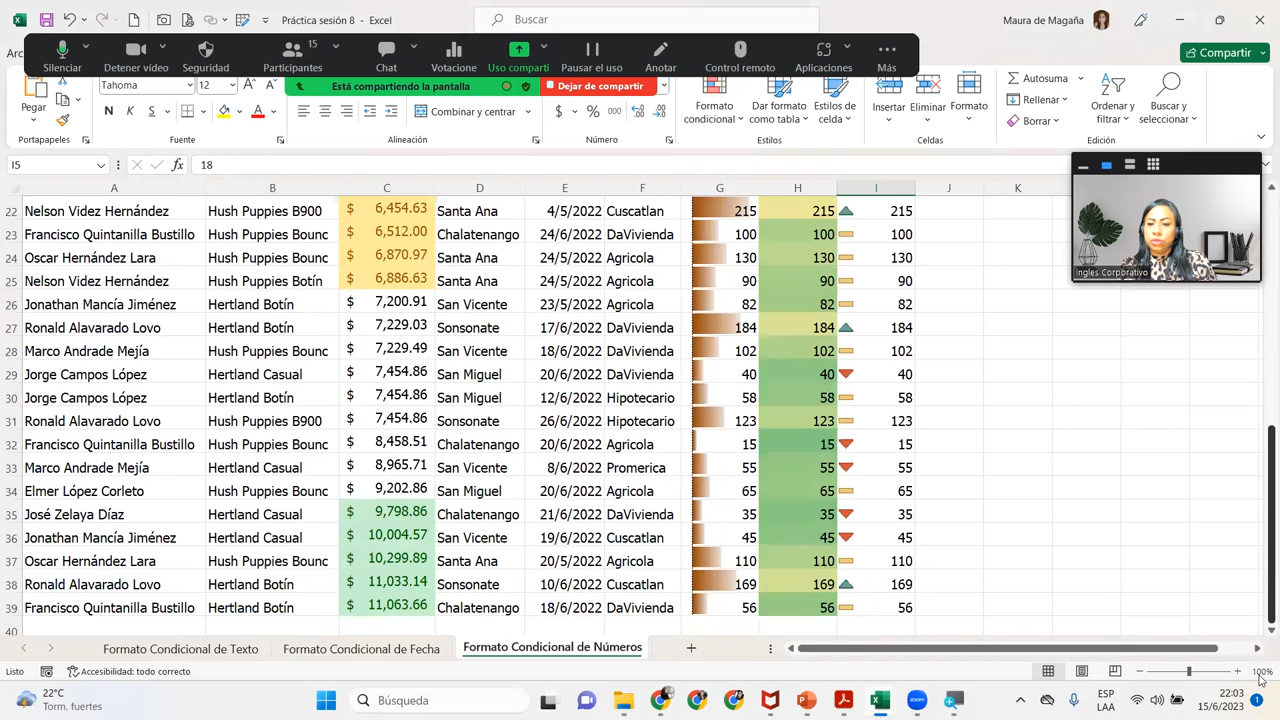 Práctica sesión 8 - Excel
Buscar
Maura de Magaña
Silenciar
Detener vídeo
Seguridad
15
Participantes
Chat
Votacione
Uso comparti
Pausar el uso
Anotar
Control remoto
Aplicaciones
Más
Compartir
Está compartiendo la pantalla
Dejar de compartir
Pegar
Tahoma
12
N K S
Combinar y centrar
$ % 000
Formato condicional
Dar formato como tabla
Estilos de celda
Insertar
Eliminar
Formato
Autosuma
Rellenar
Borrar
Ordenar y filtrar
Buscar y seleccionar
Portapapeles
Fuente
Alineación
Número
Estilos
Celdas
Edición
I5
fx
18
A B C D E F G H I J K
22 Nelson Videz Hernández Hush Puppies B900 $ 6,454.63 Santa Ana 4/5/2022 Cuscatlan 215 215 215
23 Francisco Quintanilla Bustillo Hush Puppies Bounc $ 6,512.00 Chalatenango 24/6/2022 DaVivienda 100 100 100
24 Oscar Hernández Lara Hush Puppies Bounc $ 6,870.97 Santa Ana 24/5/2022 Agricola 130 130 130
25 Nelson Videz Hernández Hush Puppies Botín $ 6,886.63 Santa Ana 24/5/2022 Agricola 90 90 90
26 Jonathan Mancía Jiménez Hertland Botín $ 7,200.91 San Vicente 23/5/2022 Agricola 82 82 82
27 Ronald Alavarado Lovo Hertland Botín $ 7,229.03 Sonsonate 17/6/2022 DaVivienda 184 184 184
28 Marco Andrade Mejía Hush Puppies Bounc $ 7,229.49 San Vicente 18/6/2022 DaVivienda 102 102 102
29 Jorge Campos López Hertland Casual $ 7,454.86 San Miguel 20/6/2022 DaVivienda 40 40 40
30 Jorge Campos López Hertland Botín $ 7,454.86 San Miguel 12/6/2022 Hipotecario 58 58 58
31 Ronald Alavarado Lovo Hush Puppies B900 $ 7,454.86 Sonsonate 26/6/2022 Hipotecario 123 123 123
32 Francisco Quintanilla Bustillo Hush Puppies Bounc $ 8,458.51 Chalatenango 20/6/2022 Agricola 15 15 15
33 Marco Andrade Mejía Hertland Casual $ 8,965.71 San Vicente 8/6/2022 Promerica 55 55 55
34 Elmer López Corleto Hush Puppies Bounc $ 9,202.86 San Miguel 20/6/2022 Agricola 65 65 65
35 José Zelaya Díaz Hertland Casual $ 9,798.86 Chalatenango 21/6/2022 DaVivienda 35 35 35
36 Jonathan Mancía Jiménez Hertland Casual $ 10,004.57 San Vicente 19/6/2022 Cuscatlan 45 45 45
37 Oscar Hernández Lara Hush Puppies Bounc $ 10,299.89 Santa Ana 20/5/2022 Agricola 110 110 110
38 Ronald Alavarado Lovo Hertland Botín $ 11,033.14 Sonsonate 10/6/2022 Cuscatlan 169 169 169
39 Francisco Quintanilla Bustillo Hertland Botín $ 11,063.66 Chalatenango 18/6/2022 DaVivienda 56 56 56
40
Ingles Corporativo
Formato Condicional de Texto
Formato Condicional de Fecha
Formato Condicional de Números
Listo
Accesibilidad: todo correcto
100%
22°C
Torm. fuertes
Búsqueda
zoom
ESP
LAA
22:03
15/6/2023
1